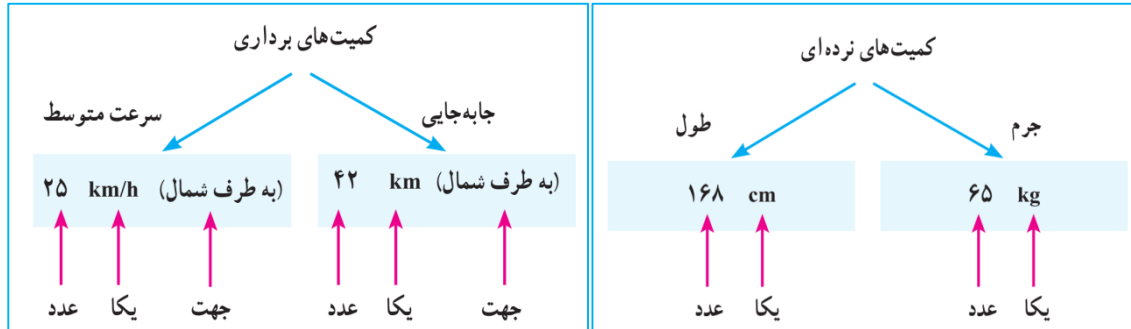 کمیت‌های نرده‌ای
جرم
طول
۶۵ kg
۱۶۸ cm
یکا
عدد
یکا
عدد
کمیت‌های برداری
جابه‌جایی
سرعت متوسط
۴۲ km (به طرف شمال)
۲۵ km/h (به طرف شمال)
جهت
یکا
عدد
جهت
یکا
عدد